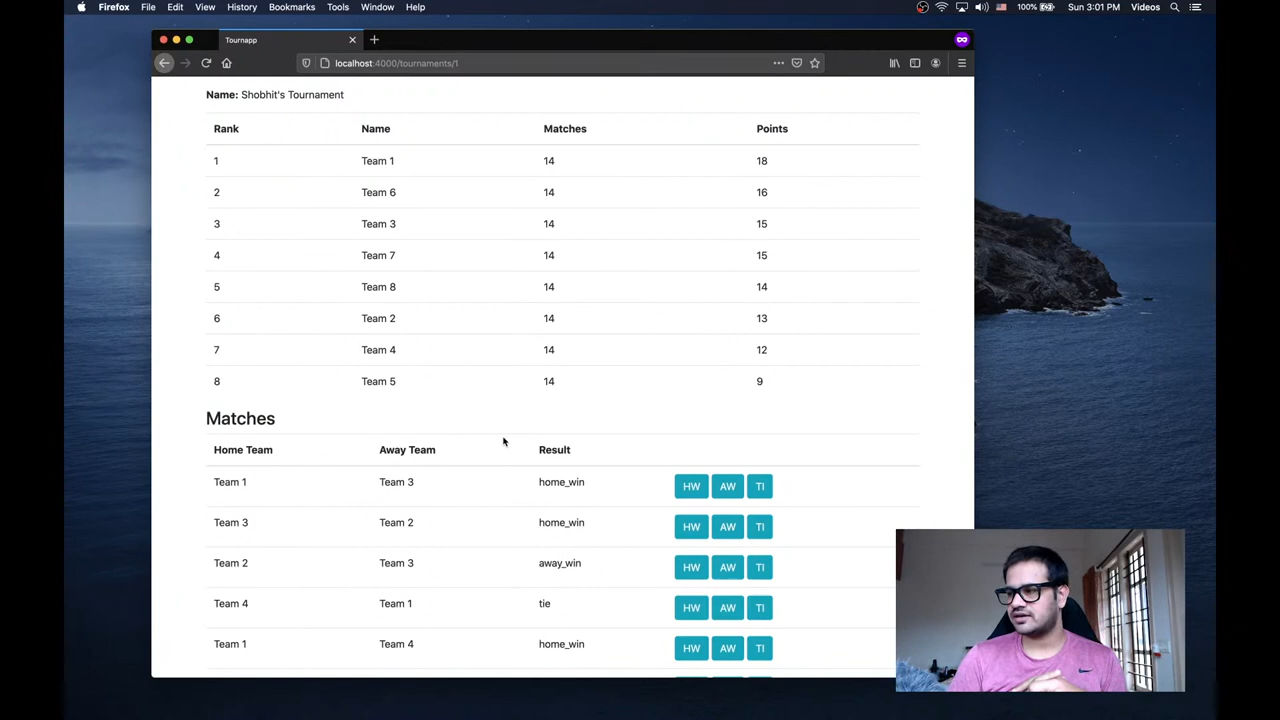 Firefox File Edit View History Bookmarks Tools Window Help 100% Sun 3:01 PM Videos
Tournapp
localhost:4000/tournaments/1
Name: Shobhit's Tournament
Rank Name Matches Points
1 Team 1 14 18
2 Team 6 14 16
3 Team 3 14 15
4 Team 7 14 15
5 Team 8 14 14
6 Team 2 14 13
7 Team 4 14 12
8 Team 5 14 9
Matches
Home Team Away Team Result
Team 1 Team 3 home_win HW AW TI
Team 3 Team 2 home_win HW AW TI
Team 2 Team 3 away_win HW AW TI
Team 4 Team 1 tie HW AW TI
Team 1 Team 4 home_win HW AW TI